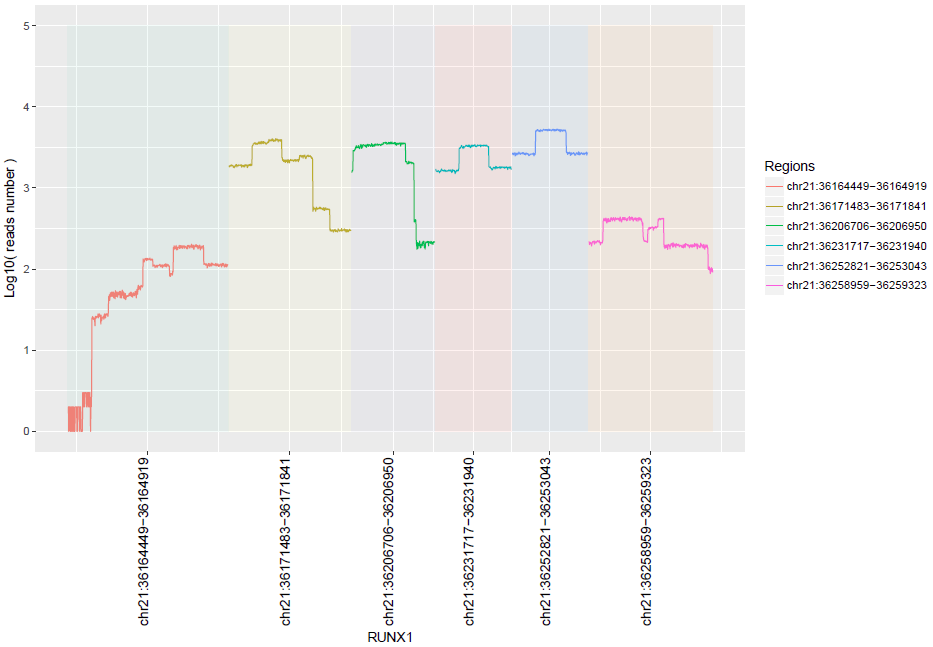 5
4
3
2
1
0
Log10( reads number )
chr21:36164449−36164919
chr21:36171483−36171841
chr21:36206706−36206950
chr21:36231717−36231940
chr21:36252821−36253043
chr21:36258959−36259323
RUNX1
Regions
chr21:36164449−36164919
chr21:36171483−36171841
chr21:36206706−36206950
chr21:36231717−36231940
chr21:36252821−36253043
chr21:36258959−36259323